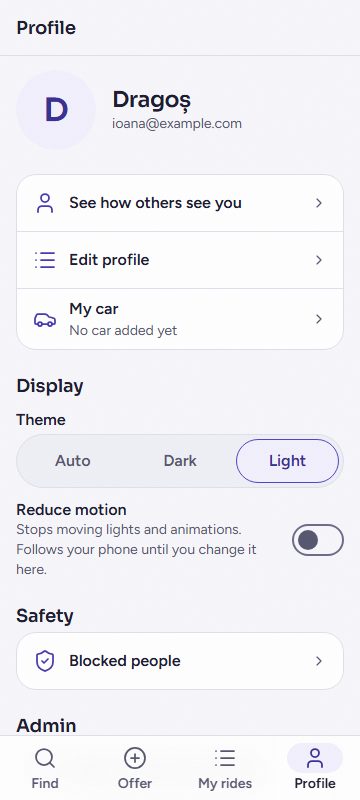 Profile
D
Dragoș
ioana@example.com
See how others see you
Edit profile
My car
No car added yet
Display
Theme
Auto
Dark
Light
Reduce motion
Stops moving lights and animations.
Follows your phone until you change it
here.
Safety
Blocked people
Admin
Find
Offer
My rides
Profile